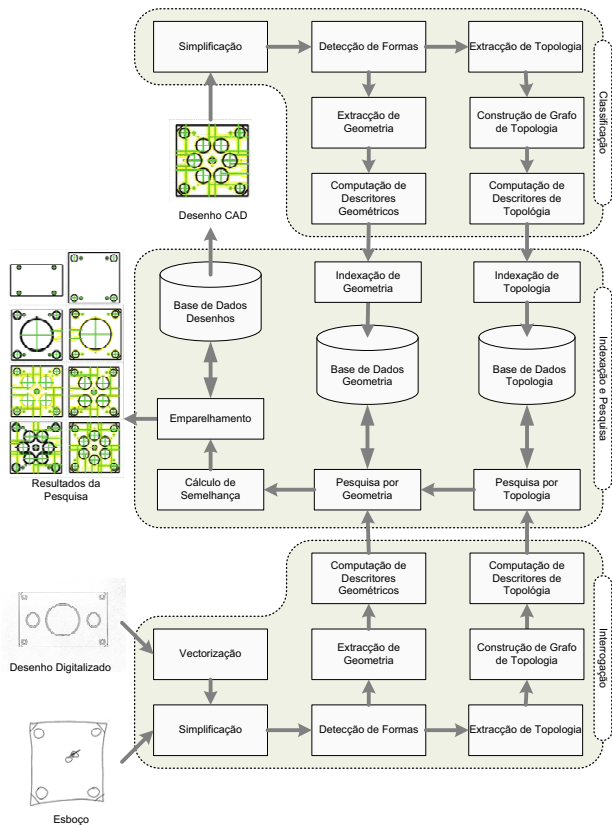 Simplificação
Detecção de Formas
Extracção de Topologia
Classificação
Extracção de
Geometria
Construção de Grafo
de Topologia
Computação de
Descritores
Geométricos
Computação de
Descritores de
Topológia
Desenho CAD
Indexação de
Geometria
Indexação de
Topologia
Base de Dados
Desenhos
Base de Dados
Geometria
Base de Dados
Topologia
Indexação e Pesquisa
Emparelhamento
Resultados da
Pesquisa
Cálculo de
Semelhança
Pesquisa por
Geometria
Pesquisa por
Topologia
Computação de
Descritores
Geométricos
Computação de
Descritores de
Topológia
Interrogação
Desenho Digitalizado
Vectorização
Extracção de
Geometria
Construção de Grafo
de Topologia
Simplificação
Detecção de Formas
Extracção de Topologia
Esboço